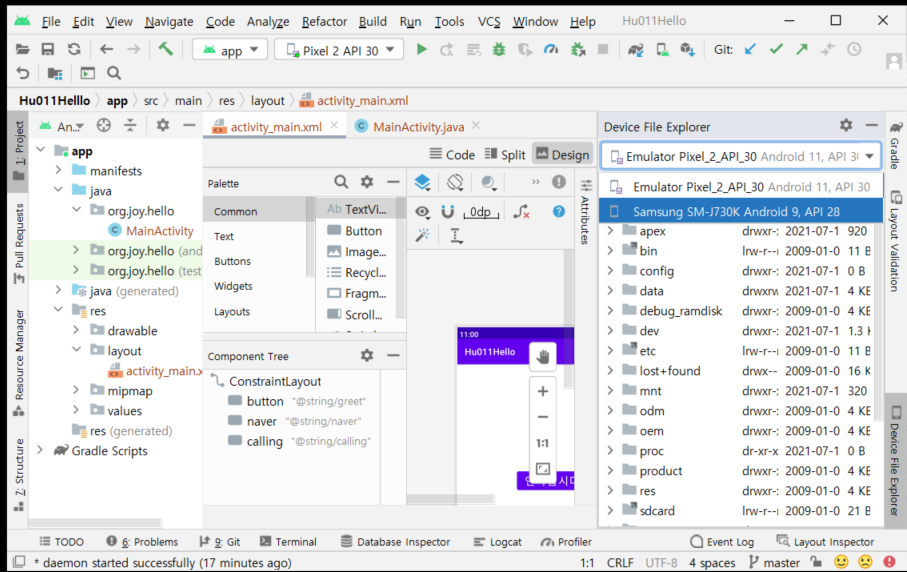 File Edit View Navigate Code Analyze Refactor Build Run Tools VCS Window Help Hu011Hello
app Pixel 2 API 30 Git:
Hu011Helllo app src main res layout activity_main.xml
1: Project
Pull Requests
Resource Manager
7: Structure
An...
app
manifests
java
org.joy.hello
MainActivity
org.joy.hello (and
org.joy.hello (test
java (generated)
res
drawable
layout
activity_main.x
mipmap
values
res (generated)
Gradle Scripts
activity_main.xml MainActivity.java
Code Split Design
Palette
Common
Text
Buttons
Widgets
Layouts
Ab TextVi...
Button
Image...
Recycl...
Fragm...
Scroll...
0dp
Attributes
Component Tree
ConstraintLayout
button "@string/greet"
naver "@string/naver"
calling "@string/calling"
11:00
Hu011Hello
1:1
Device File Explorer
Emulator Pixel_2_API_30 Android 11, API 3
Emulator Pixel_2_API_30 Android 11, API 30
Samsung SM-J730K Android 9, API 28
apex drwxr-: 2021-07-1 920
bin lrw-r--ı 2009-01-0 11 B
config drwxr-: 2021-07-1 0 B
data drwxrw 2021-07-1 4 KE
debug_ramdisk drwxr-: 2009-01-0 4 KE
dev drwxr-: 2021-07-1 1.3 k
etc lrw-r--ı 2009-01-0 11 B
lost+found drwx-- 2009-01-0 16 K
mnt drwxr-: 2021-07-1 320
odm drwxr-: 2009-01-0 4 KE
oem drwxr-: 2009-01-0 4 KE
proc dr-xr-x 2021-07-1 0 B
product drwxr-: 2009-01-0 4 KE
res drwxr-: 2009-01-0 4 KE
sdcard lrw-r--ı 2009-01-0 21 B
Gradle
Layout Validation
Device File Explorer
TODO 6: Problems 9: Git Terminal Database Inspector Logcat Profiler Event Log Layout Inspector
* daemon started successfully (17 minutes ago) 1:1 CRLF UTF-8 4 spaces master